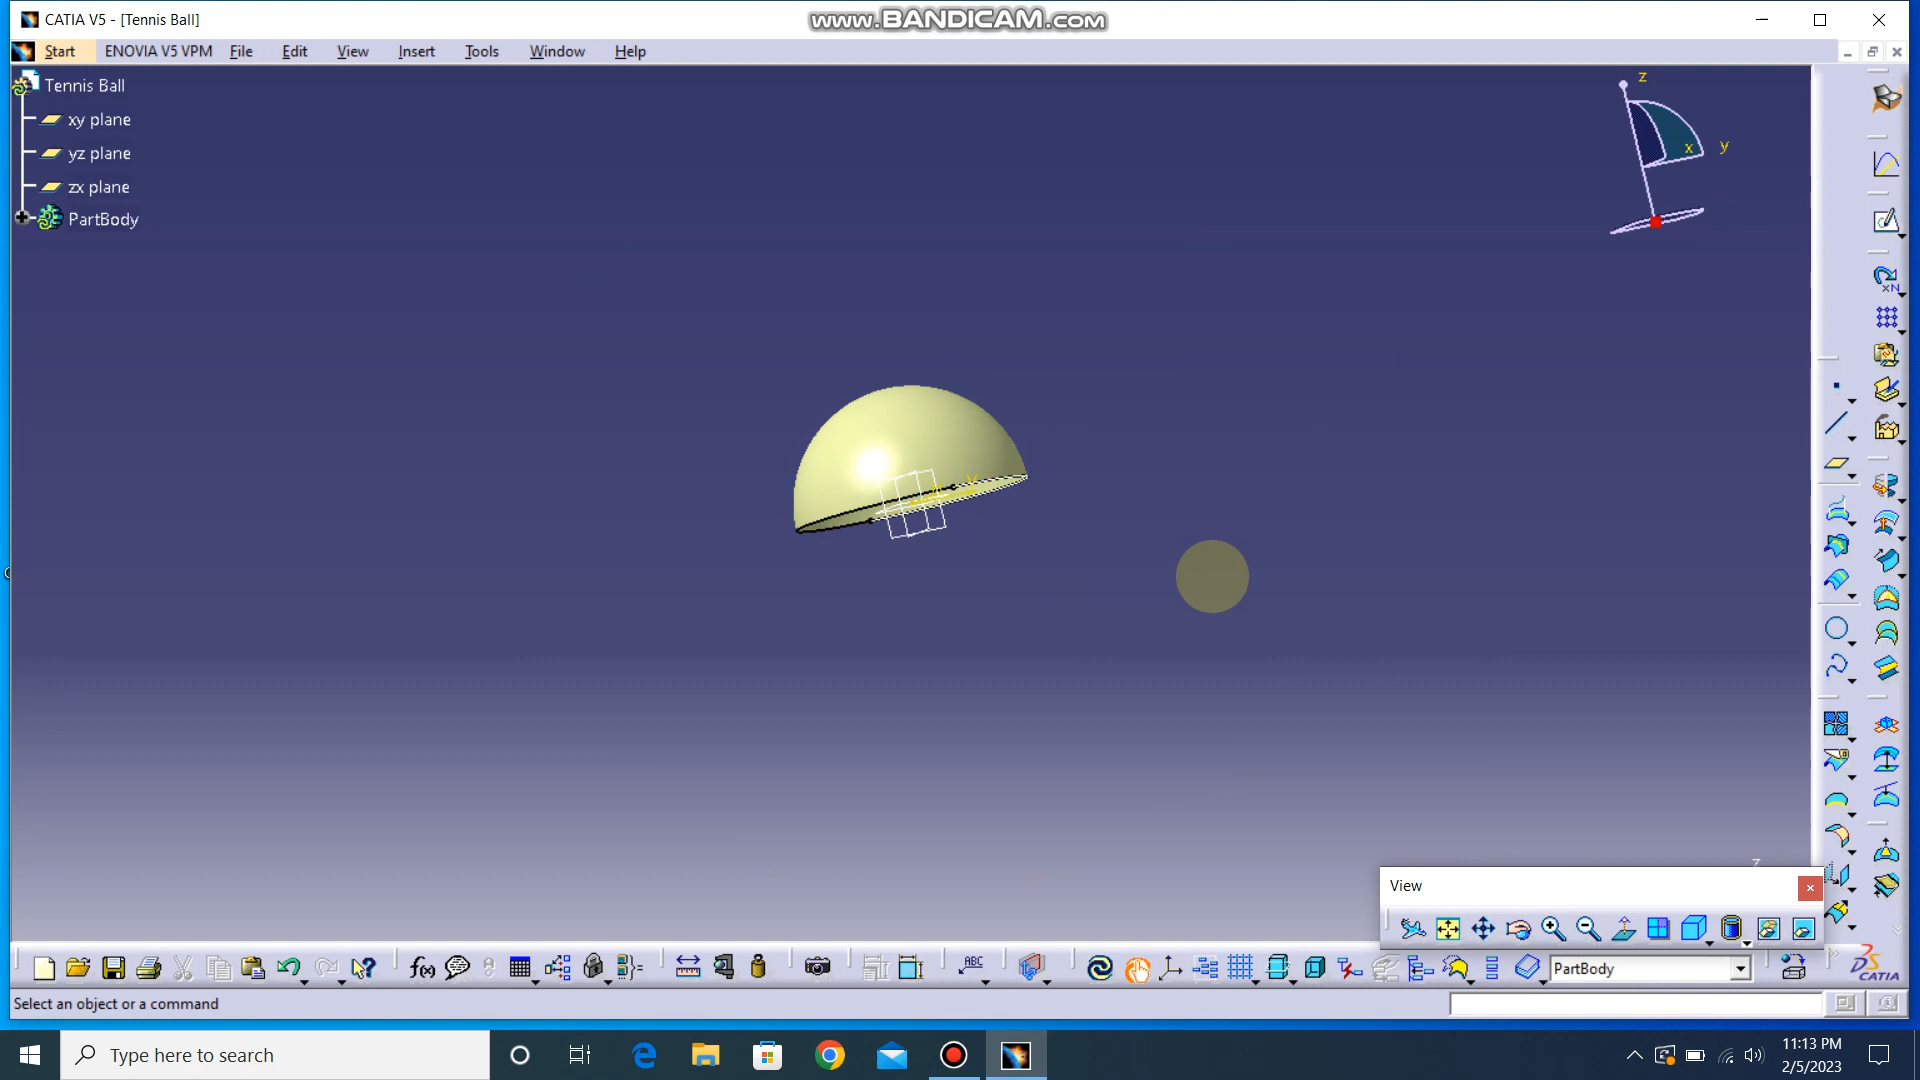 CATIA V5 - [Tennis Ball]
www.BANDICAM.com
Start
ENOVIA V5 VPM
File
Edit
View
Insert
Tools
Window
Help
Tennis Ball
xy plane
yz plane
zx plane
PartBody
z
y
x
View
f(x)
ABC
PartBody
CATIA
Select an object or a command
Type here to search
11:13 PM
2/5/2023